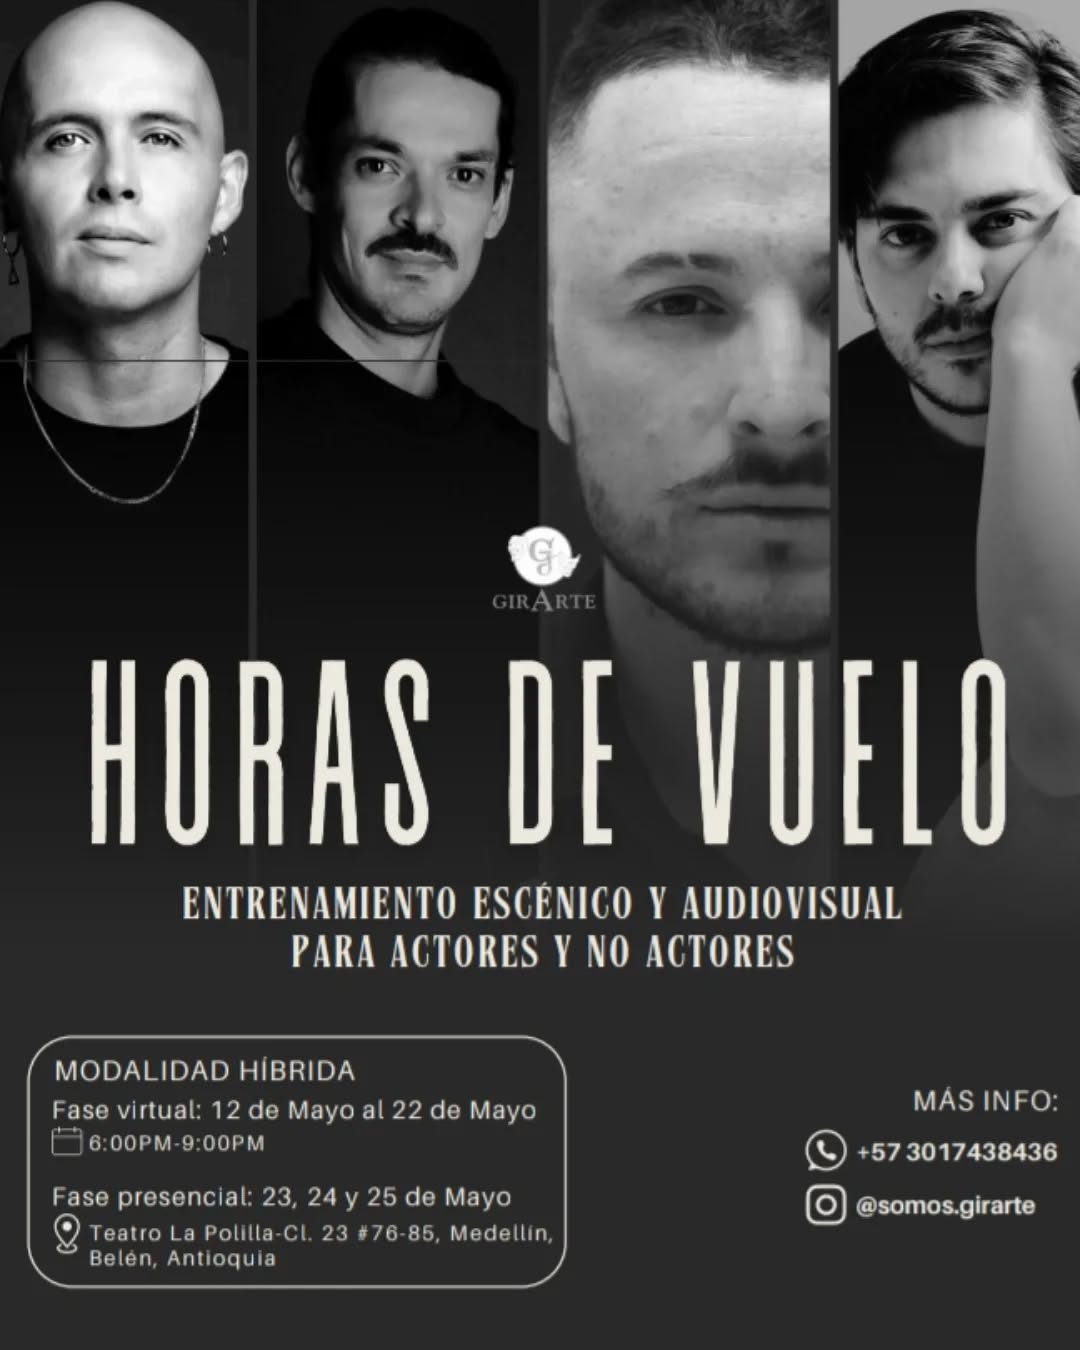 G
GIRARTE
HORAS DE VUELO
ENTRENAMIENTO ESCÉNICO Y AUDIOVISUAL
PARA ACTORES Y NO ACTORES
MODALIDAD HÍBRIDA
Fase virtual: 12 de Mayo al 22 de Mayo
6:00PM-9:00PM
Fase presencial: 23, 24 y 25 de Mayo
Teatro La Polilla-Cl. 23 #76-85, Medellín,
Belén, Antioquia
MÁS INFO:
+57 3017438436
@somos.girarte